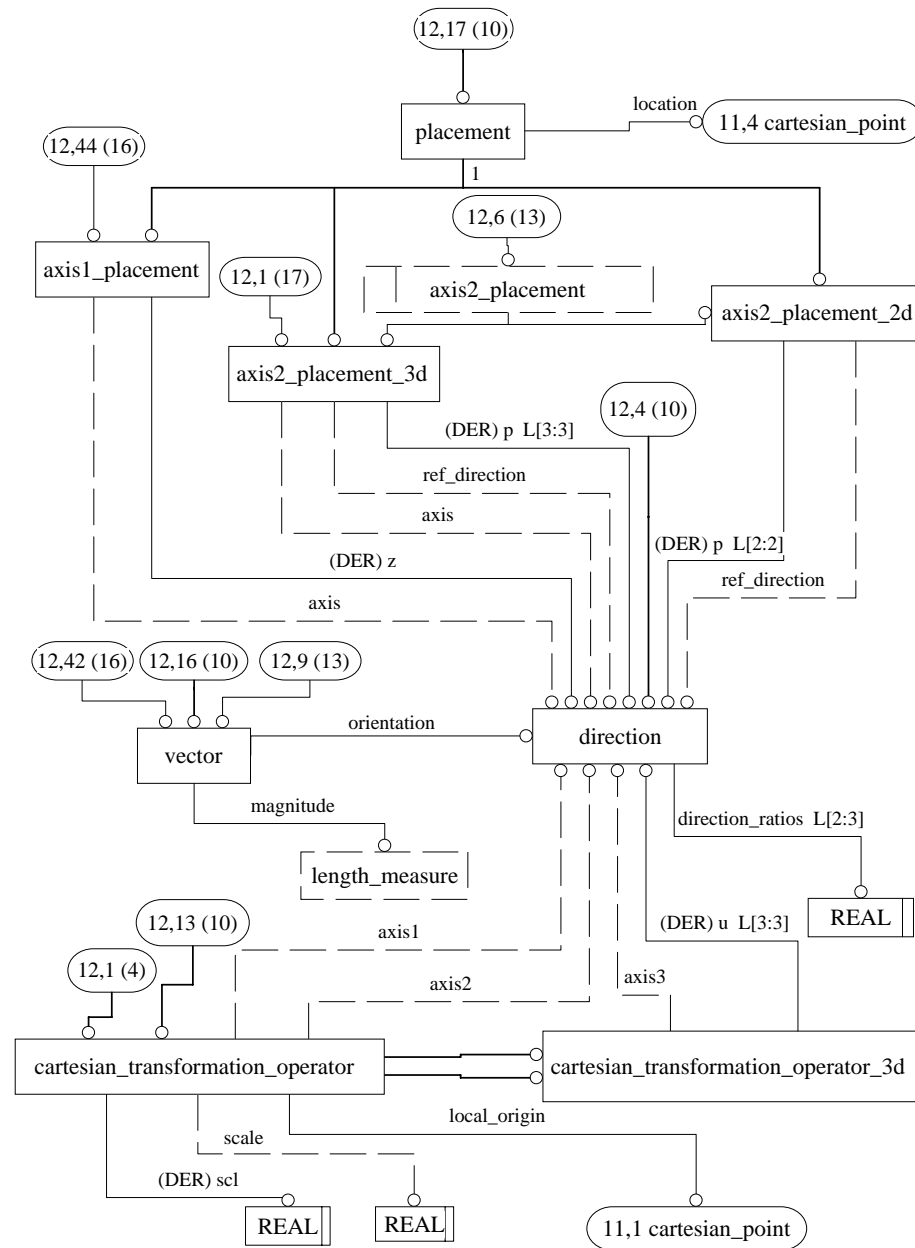 12,17 (10)
location
11,4 cartesian_point
placement
12,44 (16)
1
12,6 (13)
axis1_placement
12,1 (17)
axis2_placement
axis2_placement_2d
axis2_placement_3d
12,4 (10)
(DER) p L[3:3]
ref_direction
axis
(DER) p L[2:2]
(DER) z
ref_direction
axis
12,42 (16)
12,16 (10)
12,9 (13)
orientation
direction
vector
magnitude
direction_ratios L[2:3]
length_measure
REAL
12,13 (10)
axis1
(DER) u L[3:3]
12,1 (4)
axis2
axis3
cartesian_transformation_operator
cartesian_transformation_operator_3d
local_origin
scale
(DER) scl
REAL
REAL
11,1 cartesian_point